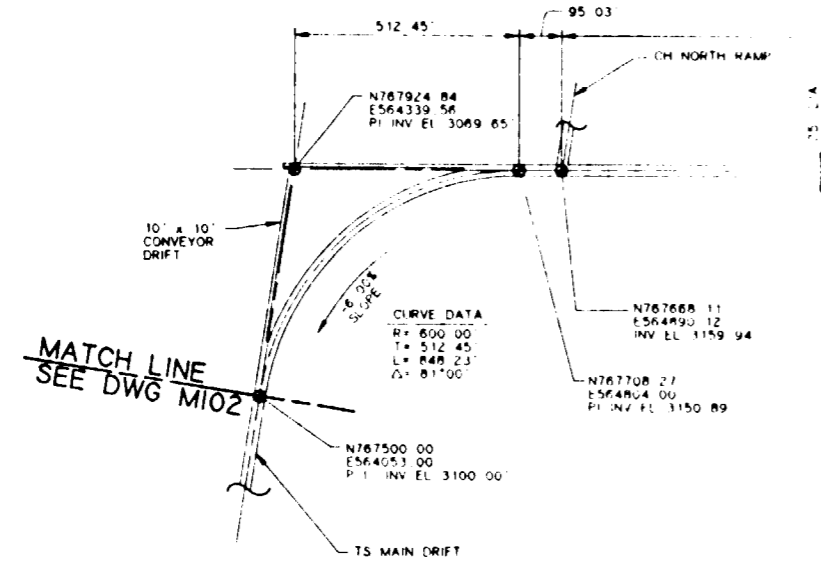 512.45'
95.03'
CH NORTH RAMP
N767924.84
E564339.56
PI INV EL 3069.65'
10' x 10'
CONVEYOR
DRIFT
-6.00%
SLOPE
CURVE DATA
R= 600.00'
T= 512.45'
L= 848.23'
Δ= 81°00'
N767668.11
E564890.12
INV EL 3159.94
MATCH LINE
SEE DWG M102
N767708.27
E564804.00
PI INV EL 3150.89
N767500.00
E564053.00
P.I. INV EL 3100.00'
TS MAIN DRIFT